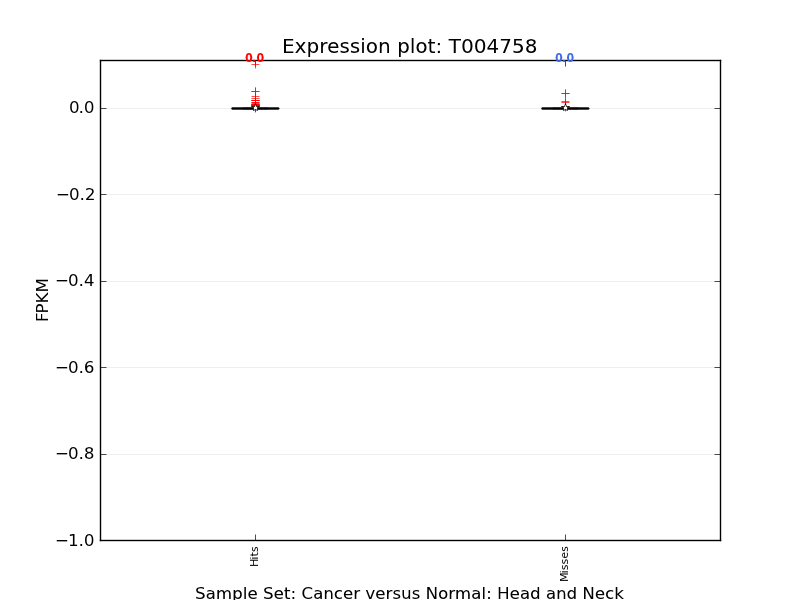 Expression plot: T004758
0.0 0.0
0.0
−0.2
−0.4
−0.6
−0.8
−1.0
FPKM
Hits Misses
Sample Set: Cancer versus Normal: Head and Neck